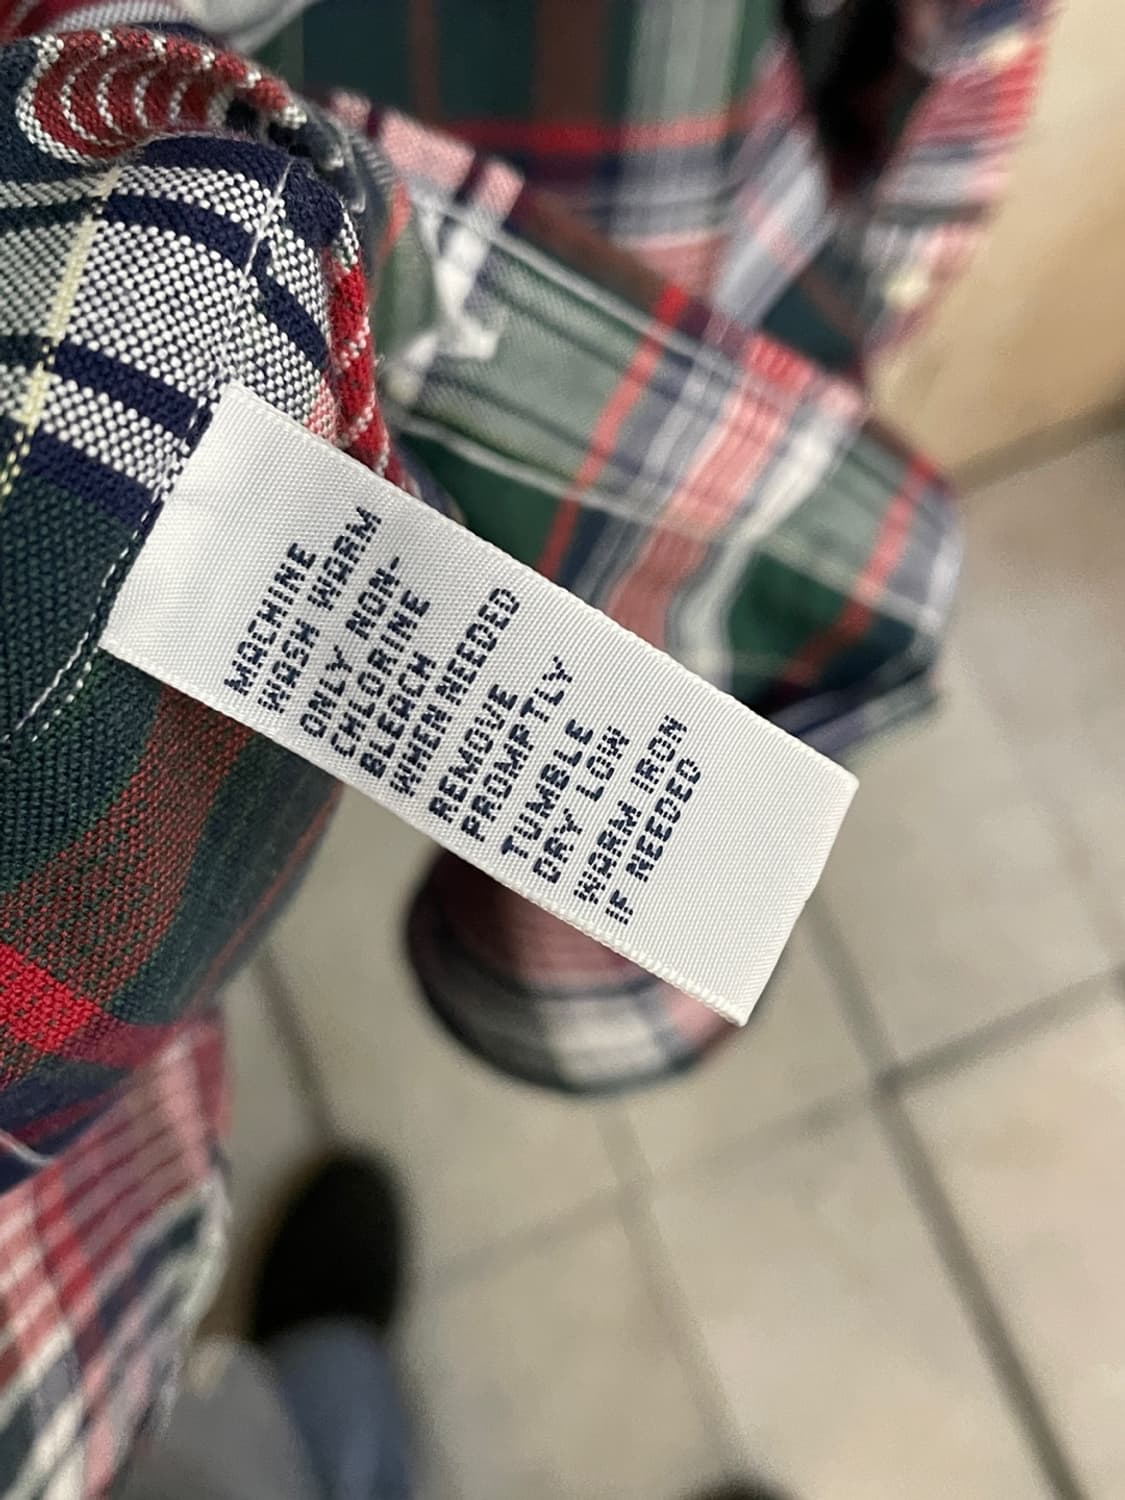 MACHINE
WASH WARM
ONLY NON-
CHLORINE
BLEACH
WHEN NEEDED
REMOVE
PROMPTLY
TUMBLE
DRY LOW
WARM IRON
IF NEEDED